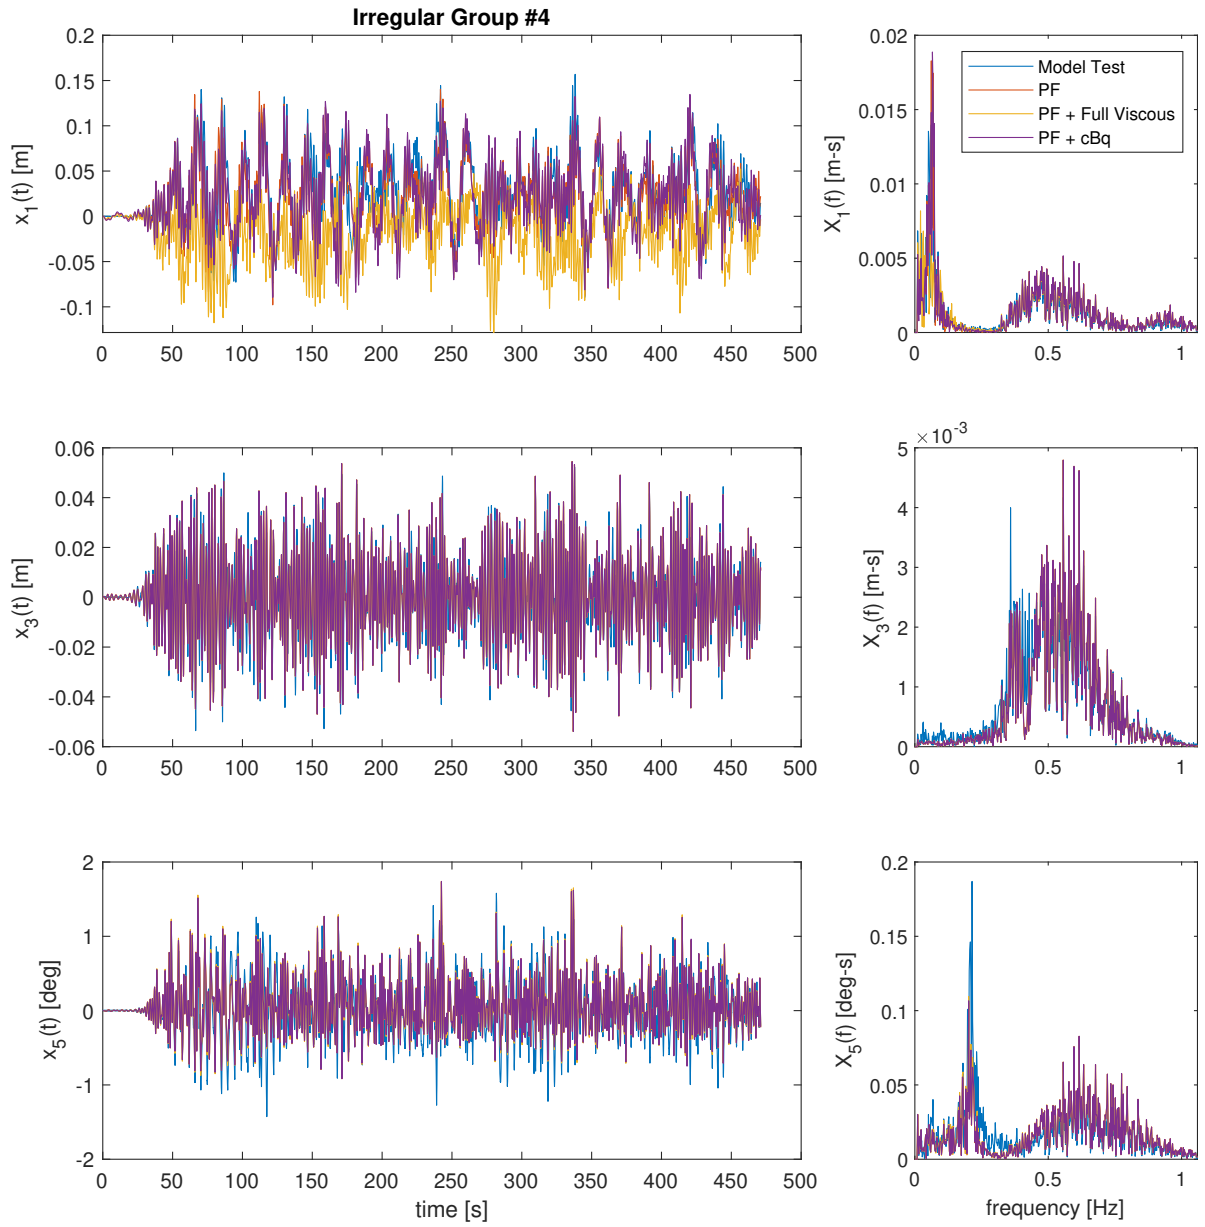 Irregular Group #4
x1(t) [m]
0.2
0.15
0.1
0.05
0
-0.05
-0.1
0 50 100 150 200 250 300 350 400 450 500
X1(f) [m-s]
0.02
0.015
0.01
0.005
0
0 0.5 1
Model Test
PF
PF + Full Viscous
PF + cBq
x3(t) [m]
0.06
0.04
0.02
0
-0.02
-0.04
-0.06
0 50 100 150 200 250 300 350 400 450 500
X3(f) [m-s]
×10-3
5
4
3
2
1
0
0 0.5 1
x5(t) [deg]
2
1
0
-1
-2
0 50 100 150 200 250 300 350 400 450 500
time [s]
X5(f) [deg-s]
0.2
0.15
0.1
0.05
0
0 0.5 1
frequency [Hz]